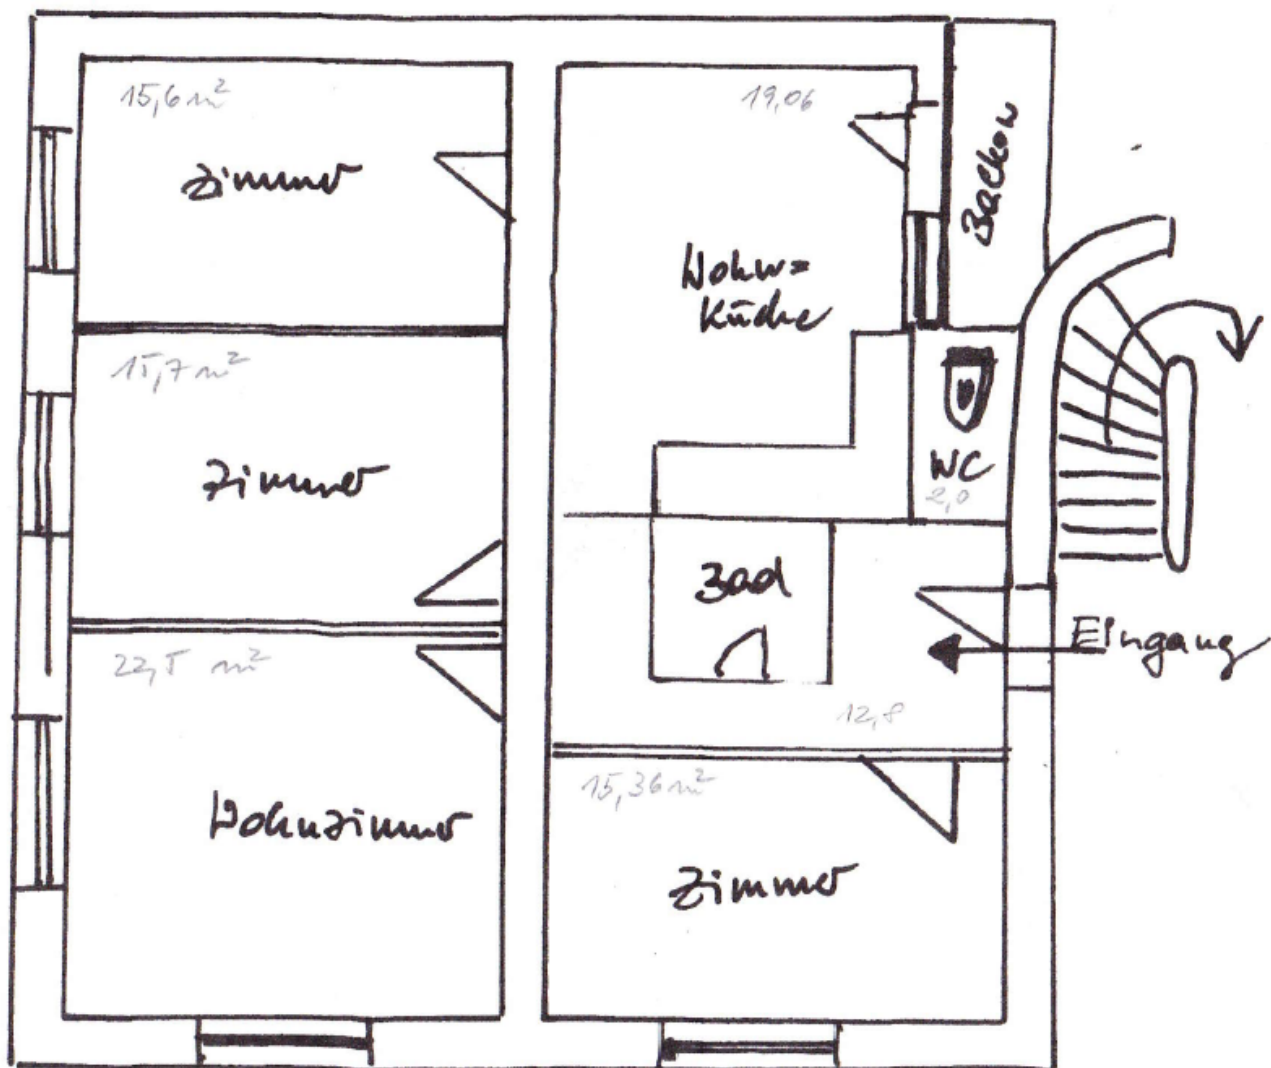 15,6 m²
Zimmer
19,06
Balkon
Wohn=
Küche
15,7 m²
Zimmer
WC
2,0
Bad
Eingang
22,5 m²
12,8
Wohnzimmer
15,36 m²
Zimmer